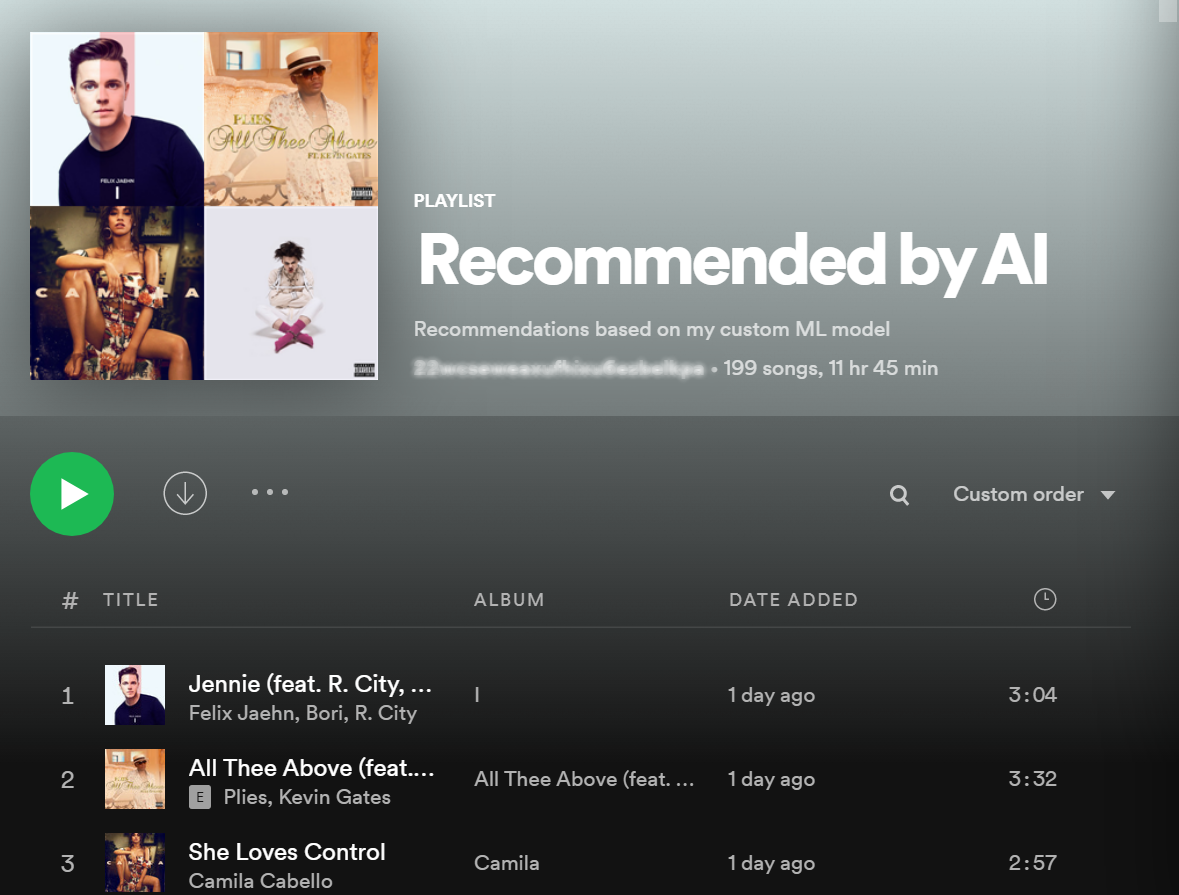 FELIX JAEHN
I
PLIES
All Thee Above
FT. KEVIN GATES
CAMILA
PLAYLIST
Recommended by AI
Recommendations based on my custom ML model
• 199 songs, 11 hr 45 min
Custom order
# TITLE ALBUM DATE ADDED
1 Jennie (feat. R. City, ... I 1 day ago 3:04
Felix Jaehn, Bori, R. City
2 All Thee Above (feat.... All Thee Above (feat. ... 1 day ago 3:32
E Plies, Kevin Gates
3 She Loves Control Camila 1 day ago 2:57
Camila Cabello